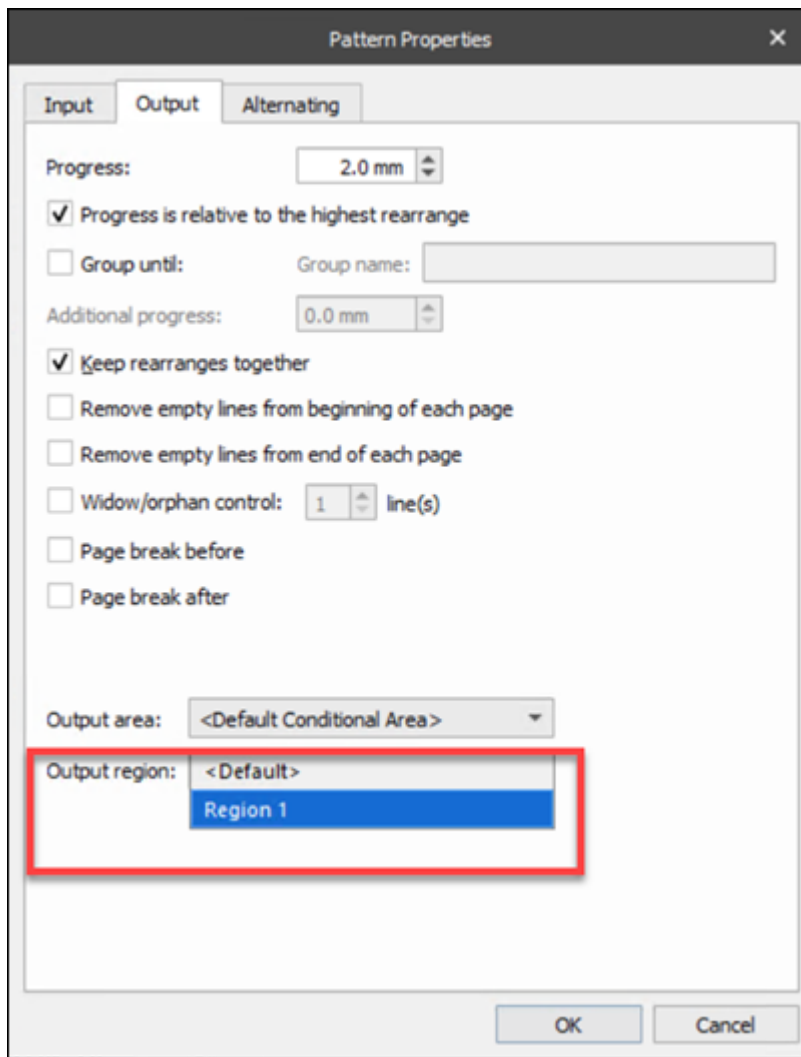 Pattern Properties
Input Output Alternating
Progress: 2.0 mm
Progress is relative to the highest rearrange
Group until: Group name:
Additional progress: 0.0 mm
Keep rearranges together
Remove empty lines from beginning of each page
Remove empty lines from end of each page
Widow/orphan control: 1 line(s)
Page break before
Page break after
Output area: <Default Conditional Area>
Output region: <Default>
Region 1
OK Cancel